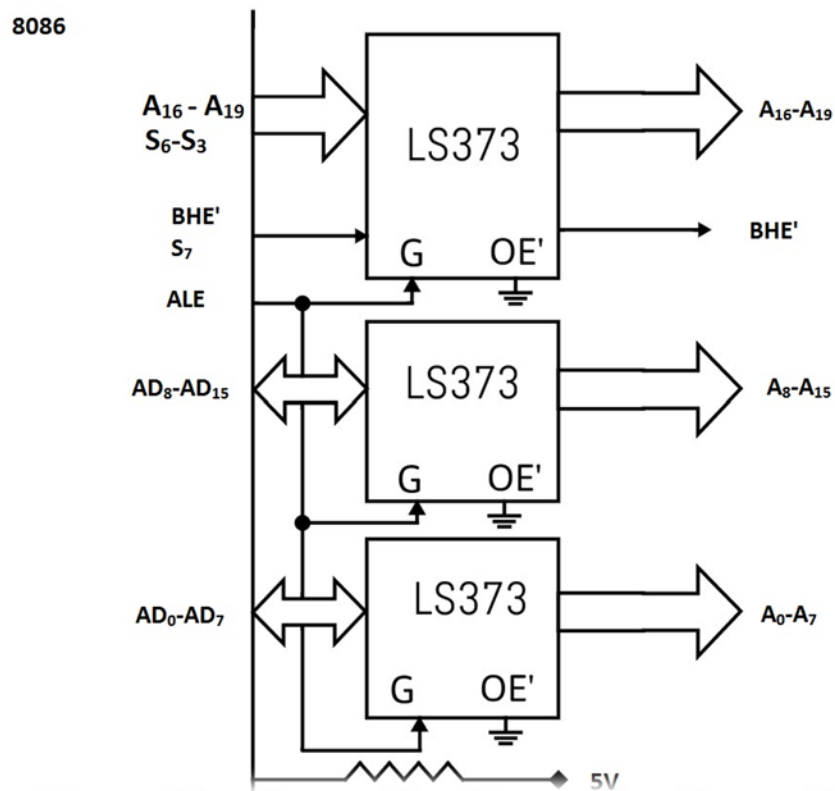 8086
A₁₆ - A₁₉
S₆-S₃
LS373
A₁₆-A₁₉
BHE'
S₇
BHE'
G
OE'
ALE
LS373
AD₈-AD₁₅
A₈-A₁₅
G
OE'
LS373
AD₀-AD₇
A₀-A₇
G
OE'
5V